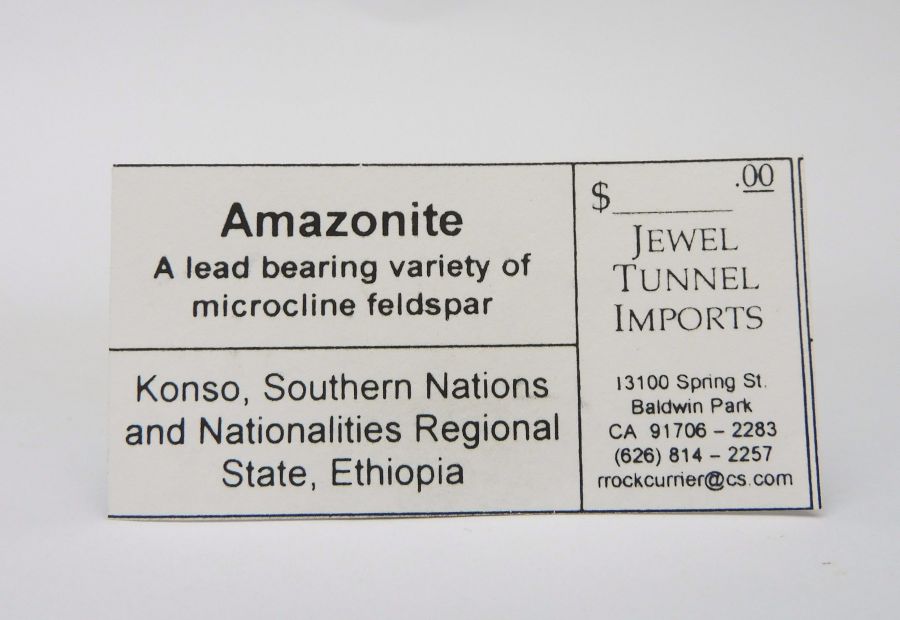 Amazonite
A lead bearing variety of
microcline feldspar
Konso, Southern Nations
and Nationalities Regional
State, Ethiopia
$_______.00
JEWEL
TUNNEL
IMPORTS
13100 Spring St.
Baldwin Park
CA 91706 – 2283
(626) 814 – 2257
rrockcurrier@cs.com